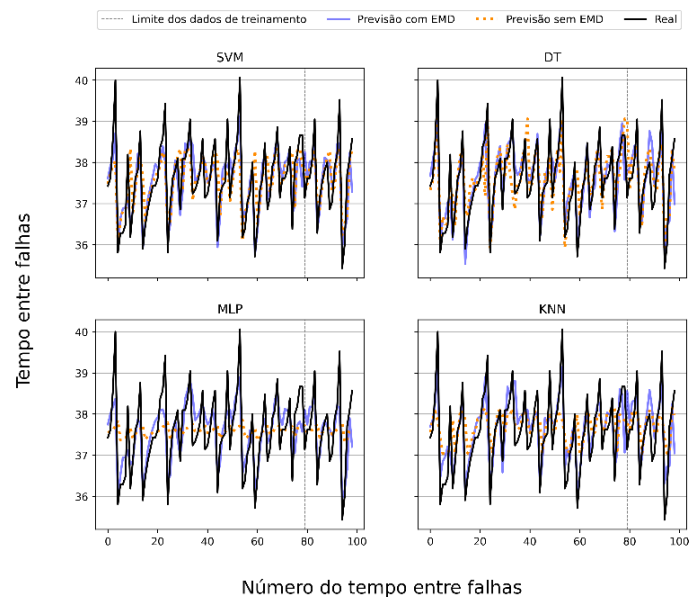 Limite dos dados de treinamento Previsão com EMD Previsão sem EMD Real
SVM DT
40
39
38
37
36
MLP KNN
40
39
38
37
36
0 20 40 60 80 100 0 20 40 60 80 100
Tempo entre falhas
Número do tempo entre falhas